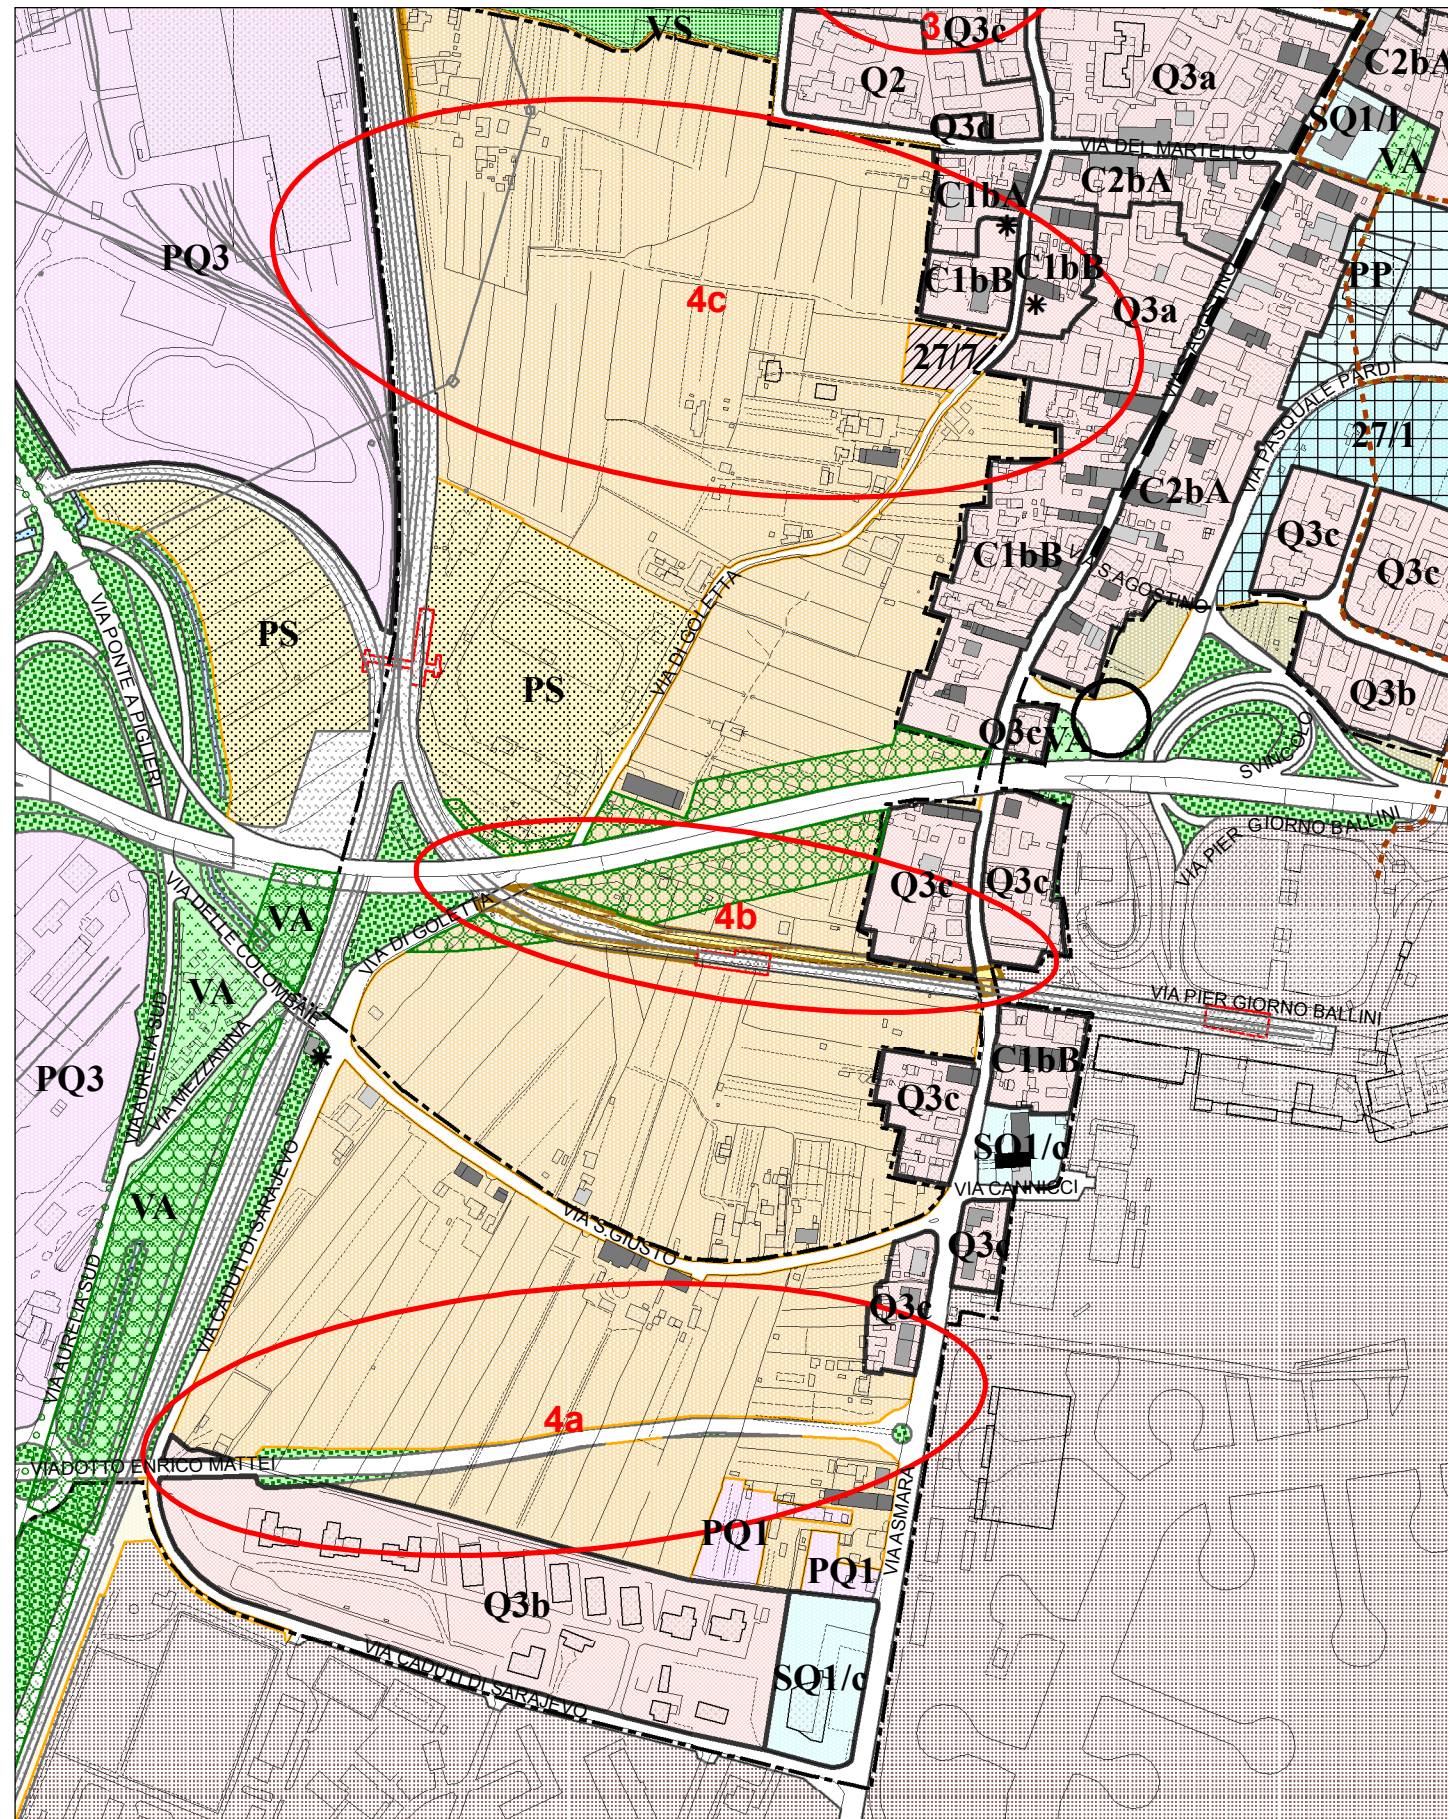 VS
3
Q3c
Q2
Q3a
C2bA
SQ1/I
VA
Q3d
VIA DEL MARTELLO
C2bA
C1bA
PQ3
C1bB
C1bB
PP
4c
Q3a
VIA S.AGOSTINO
27/7
VIA PASQUALE PARDI
27/1
C2bA
Q3c
C1bB
VIA S.AGOSTINO
Q3c
VIA DI GOLETTA
PS
PS
VIA PONTE A PIGLIERI
Q3b
Q3c
VA
SVINCOLO
VIA PIER GIORNO BALLINI
Q3c
Q3c
4b
VIA DELLE COLOMBAIE
VA
VIA DI GOLETTA
VA
VIA AURELIA SUD
VIA MEZZANINA
VIA PIER GIORNO BALLINI
C1bB
PQ3
Q3c
SQ1/c
VIA CANNICCI
VA
VIA CADUTI DI SARAJEVO
VIA S.GIUSTO
Q3c
Q3c
VIA AURELIA SUD
4a
VIADOTTO ENRICO MATTEI
VIA ASMARA
PQ1
PQ1
Q3b
SQ1/c
VIA CADUTI DI SARAJEVO